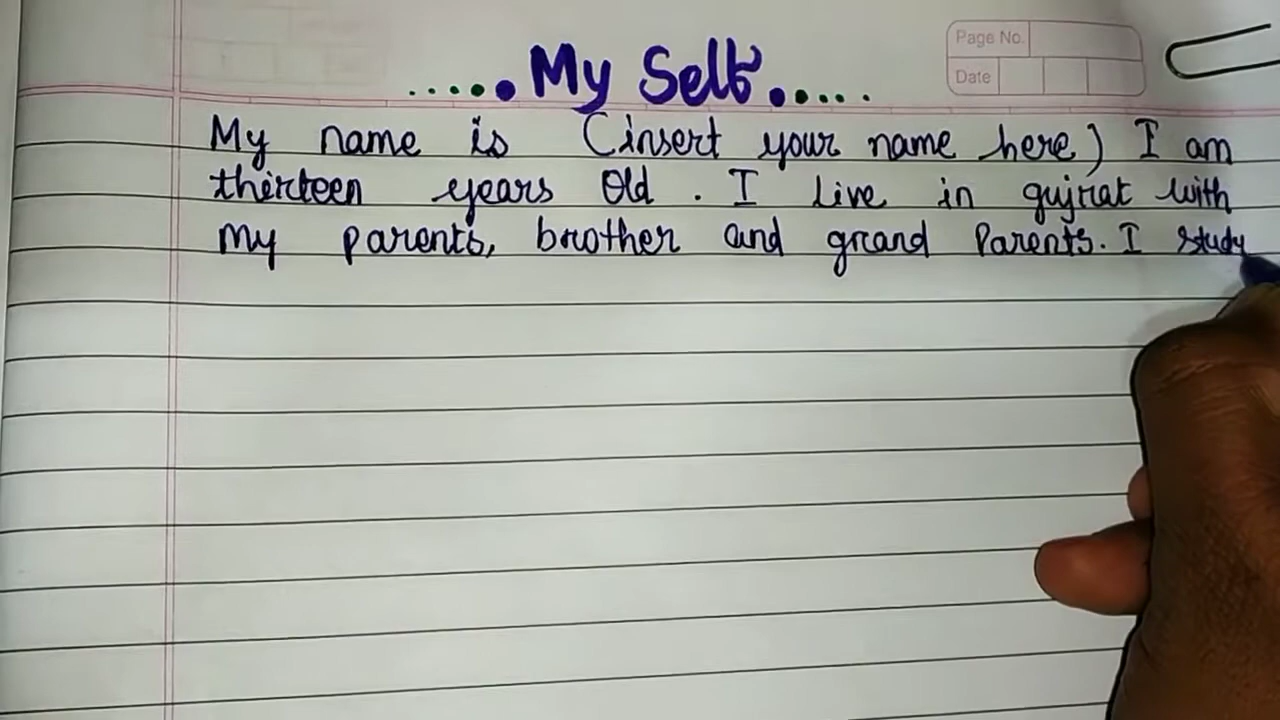 Page No.
Date
.....My Self.....
My name is (insert your name here) I am
thirteen years Old. I Live in gujrat with
my parents, brother and grand Parents. I study